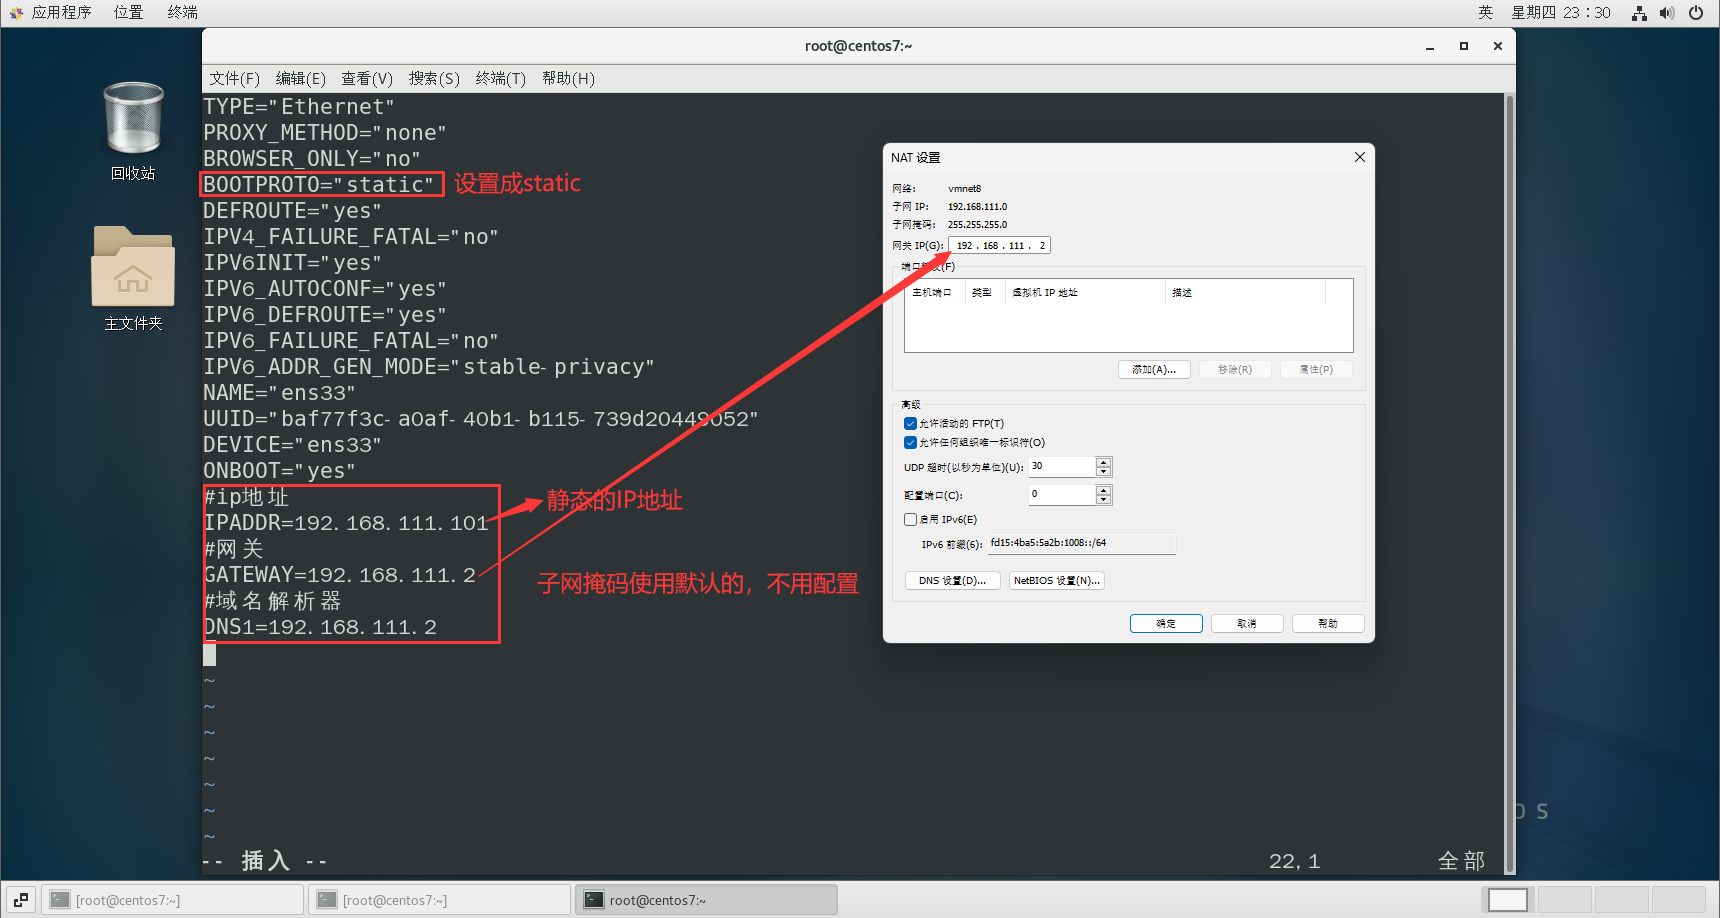 应用程序 位置 终端
英 星期四 23：30
root@centos7:~
文件(F) 编辑(E) 查看(V) 搜索(S) 终端(T) 帮助(H)
回收站
主文件夹
TYPE="Ethernet"
PROXY_METHOD="none"
BROWSER_ONLY="no"
BOOTPROTO="static" 设置成static
DEFROUTE="yes"
IPV4_FAILURE_FATAL="no"
IPV6INIT="yes"
IPV6_AUTOCONF="yes"
IPV6_DEFROUTE="yes"
IPV6_FAILURE_FATAL="no"
IPV6_ADDR_GEN_MODE="stable-privacy"
NAME="ens33"
UUID="baf77f3c-a0af-40b1-b115-739d20449052"
DEVICE="ens33"
ONBOOT="yes"
#ip地址
静态的IP地址
IPADDR=192.168.111.101
#网关
GATEWAY=192.168.111.2
子网掩码使用默认的，不用配置
#域名解析器
DNS1=192.168.111.2
~
~
~
~
~
~
~
-- 插入 --
22,1 全部
NAT 设置
网络: vmnet8
子网 IP: 192.168.111.0
子网掩码: 255.255.255.0
网关 IP(G): 192 . 168 . 111 . 2
端口(F)
主机端口 类型 虚拟机 IP 地址 描述
添加(A)... 移除(R) 属性(P)
高级
允许活动的 FTP(T)
允许任何组织唯一标识符(O)
UDP 超时(以秒为单位)(U): 30
配置端口(C): 0
启用 IPv6(E)
IPv6 前缀(6): fd15:4ba5:5a2b:1008::/64
DNS 设置(D)... NetBIOS 设置(N)...
确定 取消 帮助
O S
[root@centos7:~] [root@centos7:~] root@centos7:~